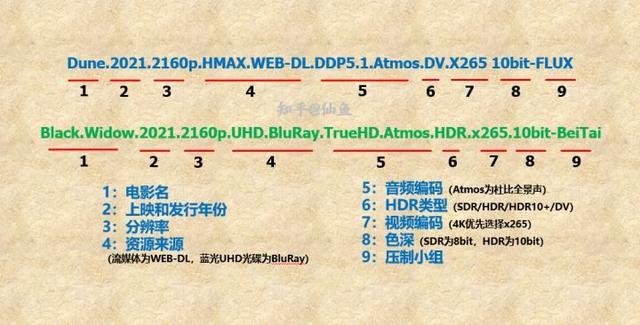 Dune.2021.2160p.HMAX.WEB-DL.DDP5.1.Atmos.DV.X265 10bit-FLUX
1 2 3 4 5 6 7 8 9
知乎@仙鱼
Black.Widow.2021.2160p.UHD.BluRay.TrueHD.Atmos.HDR.x265.10bit-BeiTai
1 2 3 4 5 6 7 8 9
1：电影名
2：上映和发行年份
3：分辨率
4：资源来源
(流媒体为WEB-DL，蓝光UHD光碟为BluRay)
5：音频编码 (Atmos为杜比全景声)
6：HDR类型 (SDR/HDR/HDR10+/DV)
7：视频编码 (4K优先选择x265)
8：色深 (SDR为8bit，HDR为10bit)
9：压制小组